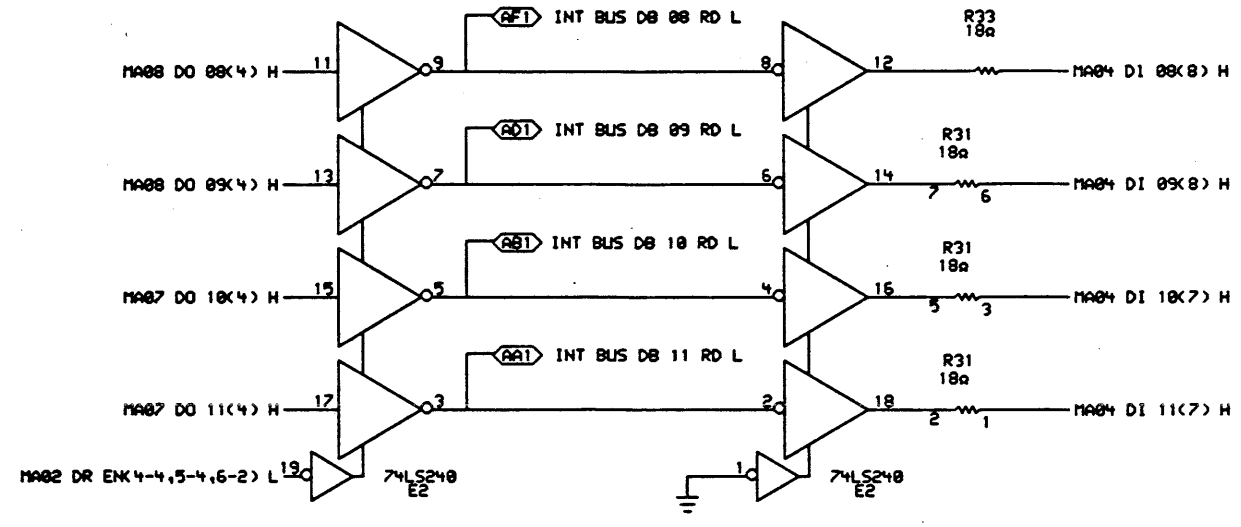 AF1 INT BUS DB 08 RD L
R33
18Ω
MA08 DO 08(4) H 11 9 8 12 MA04 DI 08(8) H
AD1 INT BUS DB 09 RD L
R31
18Ω
MA08 DO 09(4) H 13 7 6 14 7 6 MA04 DI 09(8) H
AB1 INT BUS DB 10 RD L
R31
18Ω
MA07 DO 10(4) H 15 5 4 16 5 3 MA04 DI 10(7) H
AA1 INT BUS DB 11 RD L
R31
18Ω
MA07 DO 11(4) H 17 3 2 18 2 1 MA04 DI 11(7) H
MA02 DR EN(4-4,5-4,6-2) L 19 74LS240 1 74LS240
E2 E2